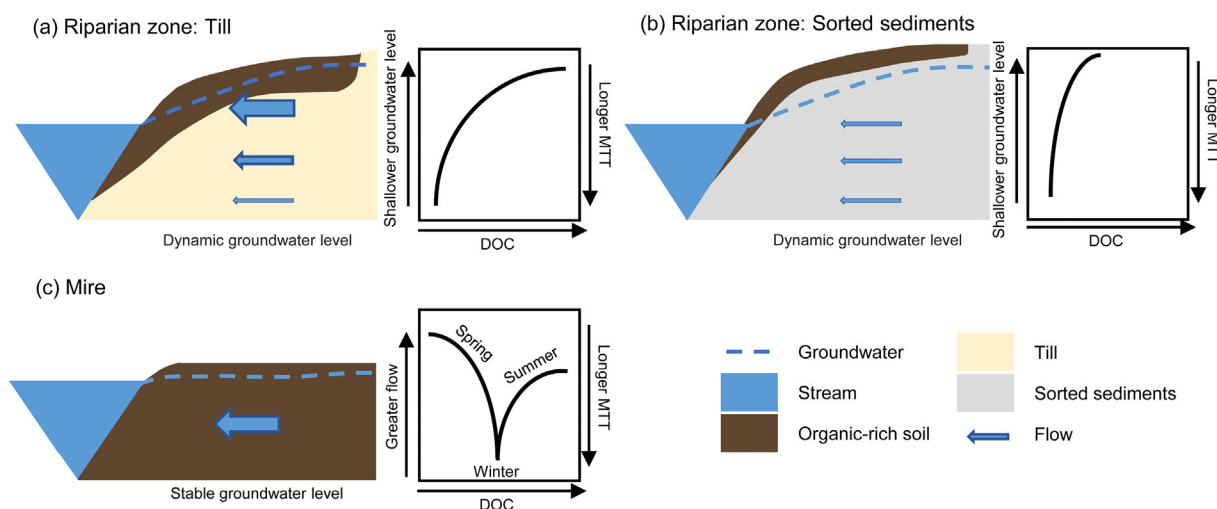 (a) Riparian zone: Till
Shallower groundwater level
Longer MTT
Dynamic groundwater level
DOC
(b) Riparian zone: Sorted sediments
Shallower groundwater level
Longer MTT
Dynamic groundwater level
DOC
(c) Mire
Greater flow
Spring
Summer
Winter
Longer MTT
Stable groundwater level
DOC
Groundwater
Stream
Organic-rich soil
Till
Sorted sediments
Flow